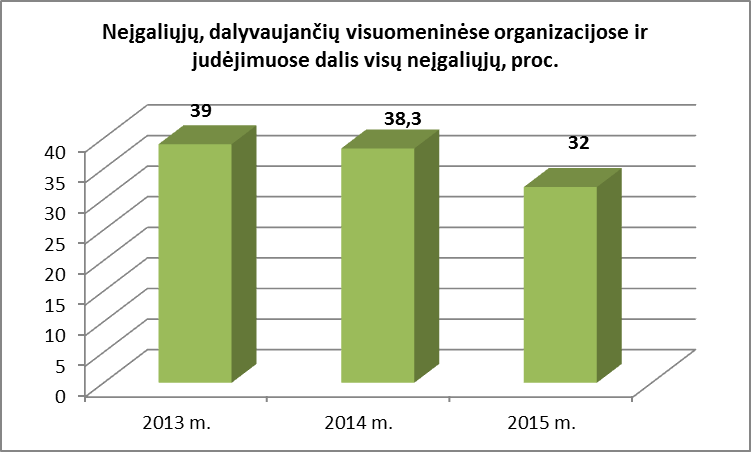 Neįgaliųjų, dalyvaujančių visuomeninėse organizacijose ir
judėjimuose dalis visų neįgaliųjų, proc.
39
38,3
32
40
35
30
25
20
15
10
5
0
2013 m.
2014 m.
2015 m.